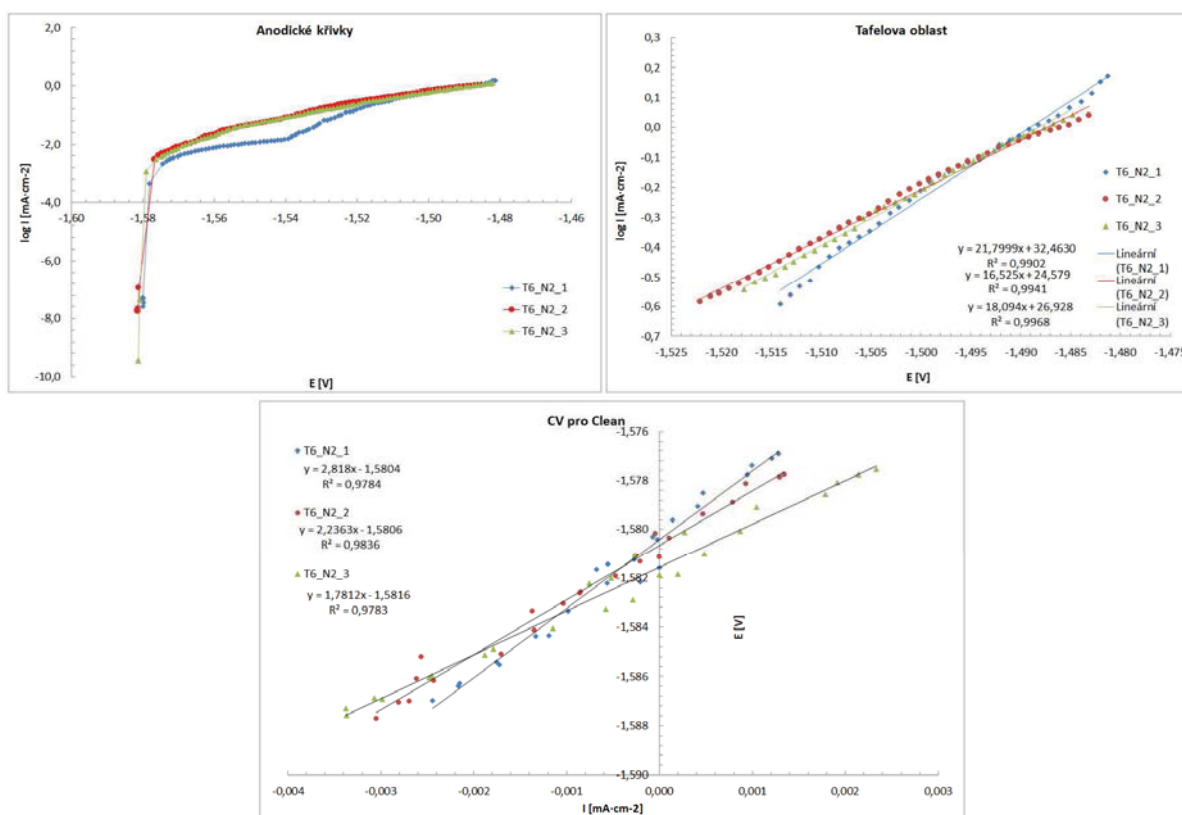 Anodické křivky
2,0
0,0
-2,0
-4,0
-6,0
-8,0
-10,0
-1,60 -1,58 -1,56 -1,54 -1,52 -1,50 -1,48 -1,46
log I [mA·cm-2]
E [V]
T6_N2_1
T6_N2_2
T6_N2_3
Tafelova oblast
0,3
0,2
0,1
0,0
-0,1
-0,2
-0,3
-0,4
-0,5
-0,6
-0,7
-1,525 -1,520 -1,515 -1,510 -1,505 -1,500 -1,495 -1,490 -1,485 -1,480 -1,475
log I [mA·cm-2]
E [V]
T6_N2_1
T6_N2_2
T6_N2_3
y = 21,7999x + 32,4630
R² = 0,9902
y = 16,525x + 24,579
R² = 0,9941
y = 18,094x + 26,928
R² = 0,9968
Lineární
(T6_N2_1)
Lineární
(T6_N2_2)
Lineární
(T6_N2_3)
CV pro Clean
T6_N2_1
y = 2,818x - 1,5804
R² = 0,9784
T6_N2_2
y = 2,2363x - 1,5806
R² = 0,9836
T6_N2_3
y = 1,7812x - 1,5816
R² = 0,9783
-1,576
-1,578
-1,580
-1,582
-1,584
-1,586
-1,588
-1,590
E [V]
-0,004 -0,003 -0,002 -0,001 0,000 0,001 0,002 0,003
I [mA·cm-2]